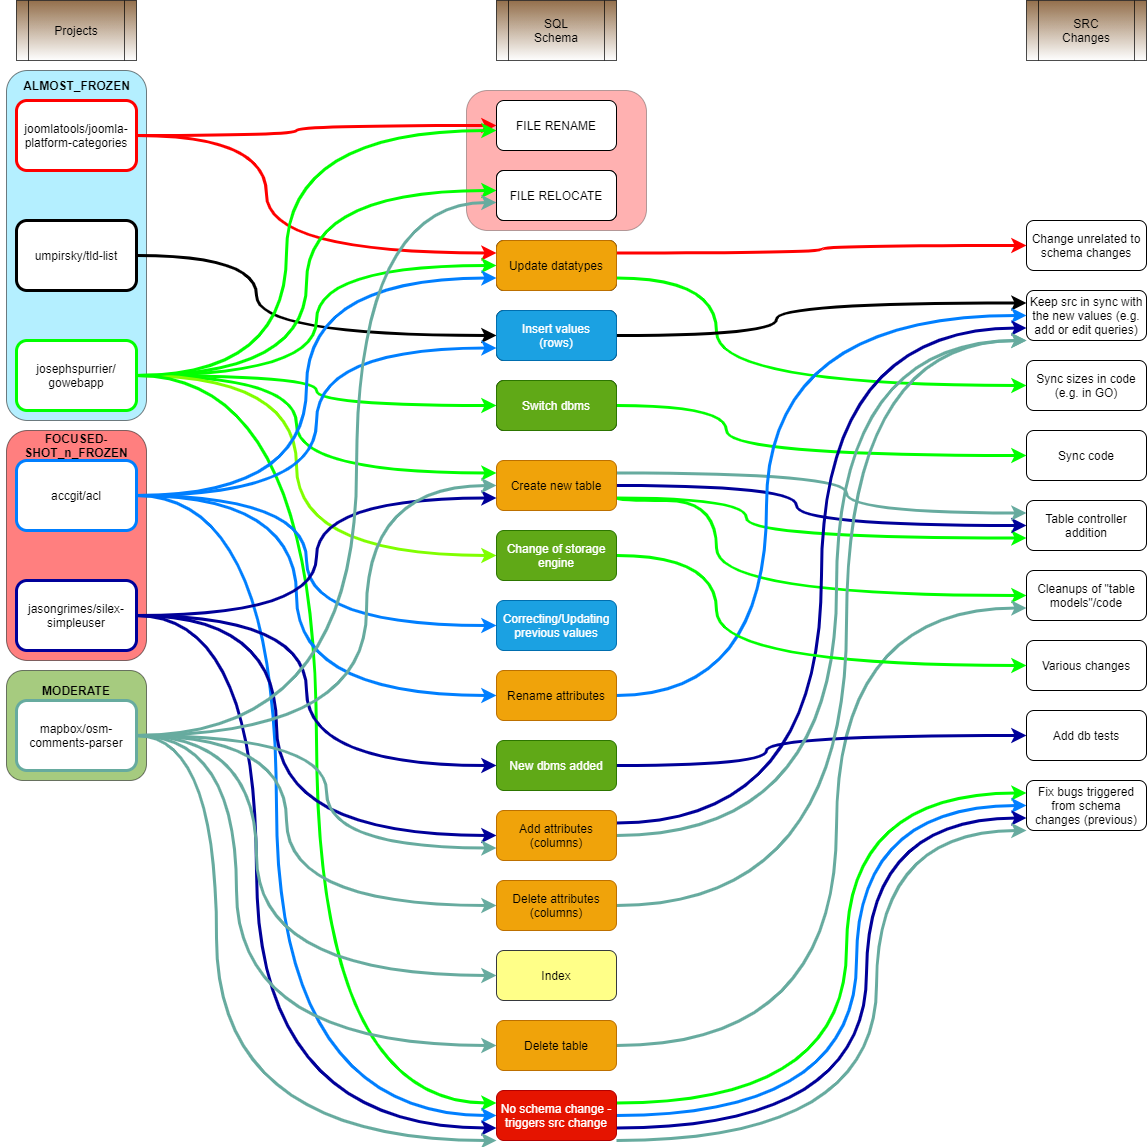 Projects
SQL
Schema
SRC
Changes
ALMOST_FROZEN
joomlatools/joomla-
platform-categories
umpirsky/tld-list
josephspurrier/
gowebapp
FOCUSED-
SHOT_n_FROZEN
accgit/acl
jasongrimes/silex-
simpleuser
MODERATE
mapbox/osm-
comments-parser
FILE RENAME
FILE RELOCATE
Update datatypes
Insert values
(rows)
Switch dbms
Create new table
Change of storage
engine
Correcting/Updating
previous values
Rename attributes
New dbms added
Add attributes
(columns)
Delete attributes
(columns)
Index
Delete table
No schema change -
triggers src change
Change unrelated to
schema changes
Keep src in sync with
the new values (e.g.
add or edit queries)
Sync sizes in code
(e.g. in GO)
Sync code
Table controller
addition
Cleanups of "table
models"/code
Various changes
Add db tests
Fix bugs triggered
from schema
changes (previous)